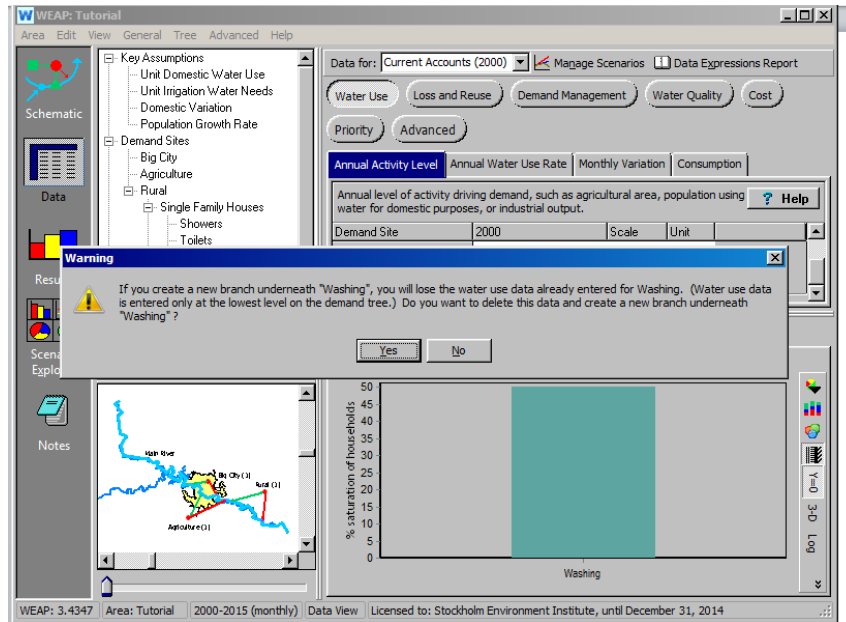 WEAP: Tutorial
Area Edit View General Tree Advanced Help
Schematic
Data
Resu
Scena
Explo
Notes
Key Assumptions
Unit Domestic Water Use
Unit Irrigation Water Needs
Domestic Variation
Population Growth Rate
Demand Sites
Big City
Agriculture
Rural
Single Family Houses
Showers
Toilets
Data for: Current Accounts (2000) Manage Scenarios Data Expressions Report
Water Use Loss and Reuse Demand Management Water Quality Cost
Priority Advanced
Annual Activity Level Annual Water Use Rate Monthly Variation Consumption
Annual level of activity driving demand, such as agricultural area, population using
water for domestic purposes, or industrial output.
? Help
Demand Site 2000 Scale Unit
Warning
If you create a new branch underneath "Washing", you will lose the water use data already entered for Washing. (Water use data
is entered only at the lowest level on the demand tree.) Do you want to delete this data and create a new branch underneath
"Washing" ?
Yes No
Main River
Big City (1)
Rural (1)
Agriculture (1)
% saturation of households
50
45
40
35
30
25
20
15
10
5
0
Washing
Y=0
3-D
Log
WEAP: 3.4347 Area: Tutorial 2000-2015 (monthly) Data View Licensed to: Stockholm Environment Institute, until December 31, 2014